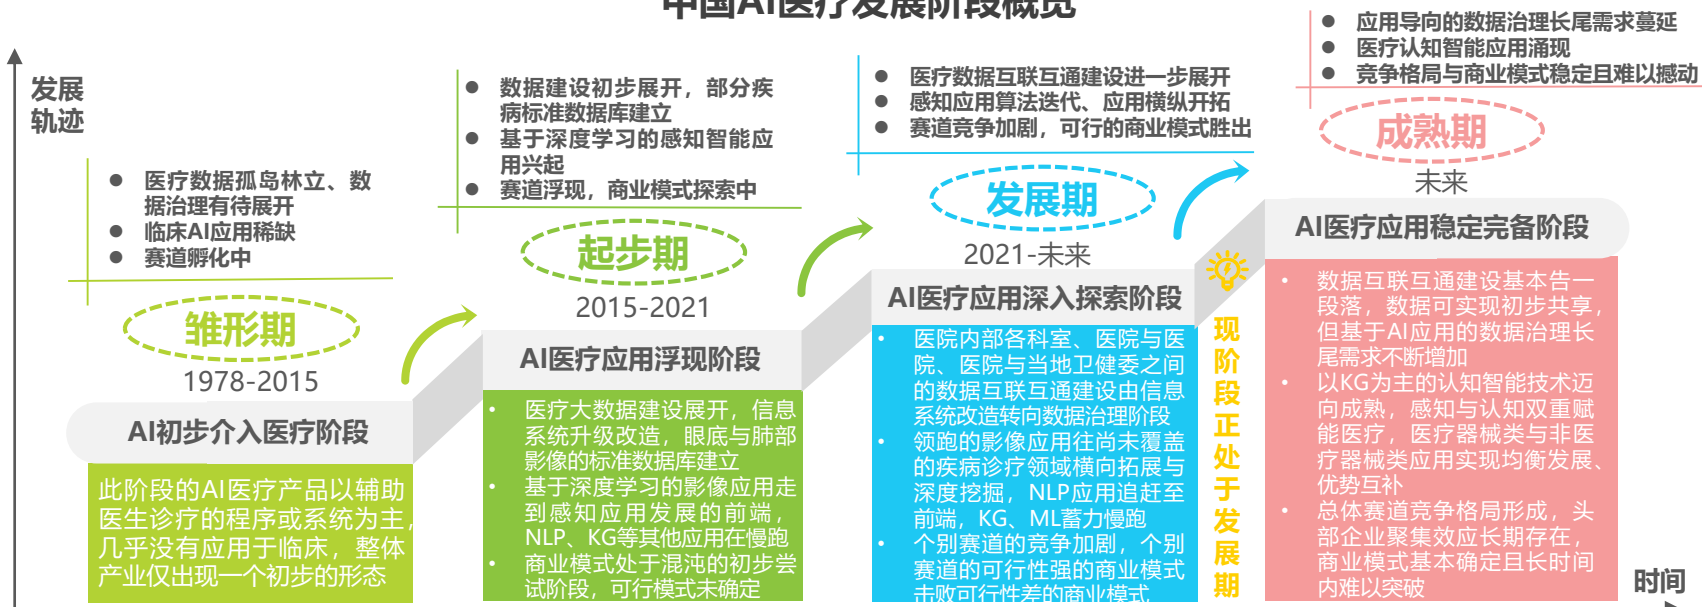 中国AI医疗发展阶段概览
发展
轨迹
医疗数据孤岛林立、数
据治理有待展开
临床AI应用稀缺
赛道孵化中
雏形期
1978-2015
AI初步介入医疗阶段
此阶段的AI医疗产品以辅助
医生诊疗的程序或系统为主,
几乎没有应用于临床，整体
产业仅出现一个初步的形态
数据建设初步展开，部分疾
病标准数据库建立
基于深度学习的感知智能应
用兴起
赛道浮现，商业模式探索中
起步期
2015-2021
AI医疗应用浮现阶段
医疗大数据建设展开，信息
系统升级改造，眼底与肺部
影像的标准数据库建立
基于深度学习的影像应用走
到感知应用发展的前端，
NLP、KG等其他应用在慢跑
商业模式处于混沌的初步尝
试阶段，可行模式未确定
医疗数据互联互通建设进一步展开
感知应用算法迭代、应用横纵开拓
赛道竞争加剧，可行的商业模式胜出
发展期
2021-未来
AI医疗应用深入探索阶段
医院内部各科室、医院与医
院、医院与当地卫健委之间
的数据互联互通建设由信息
系统改造转向数据治理阶段
领跑的影像应用往尚未覆盖
的疾病诊疗领域横向拓展与
深度挖掘，NLP应用追赶至
前端，KG、ML蓄力慢跑
个别赛道的竞争加剧，个别
赛道的可行性强的商业模式
击败可行性差的商业模式
现
阶
段
正
处
于
发
展
期
应用导向的数据治理长尾需求蔓延
医疗认知智能应用涌现
竞争格局与商业模式稳定且难以撼动
成熟期
未来
AI医疗应用稳定完备阶段
数据互联互通建设基本告一
段落，数据可实现初步共享，
但基于AI应用的数据治理长
尾需求不断增加
以KG为主的认知智能技术迈
向成熟，感知与认知双重赋
能医疗，医疗器械类与非医
疗器械类应用实现均衡发展、
优势互补
总体赛道竞争格局形成，头
部企业聚集效应长期存在，
商业模式基本确定且长时间
内难以突破
时间